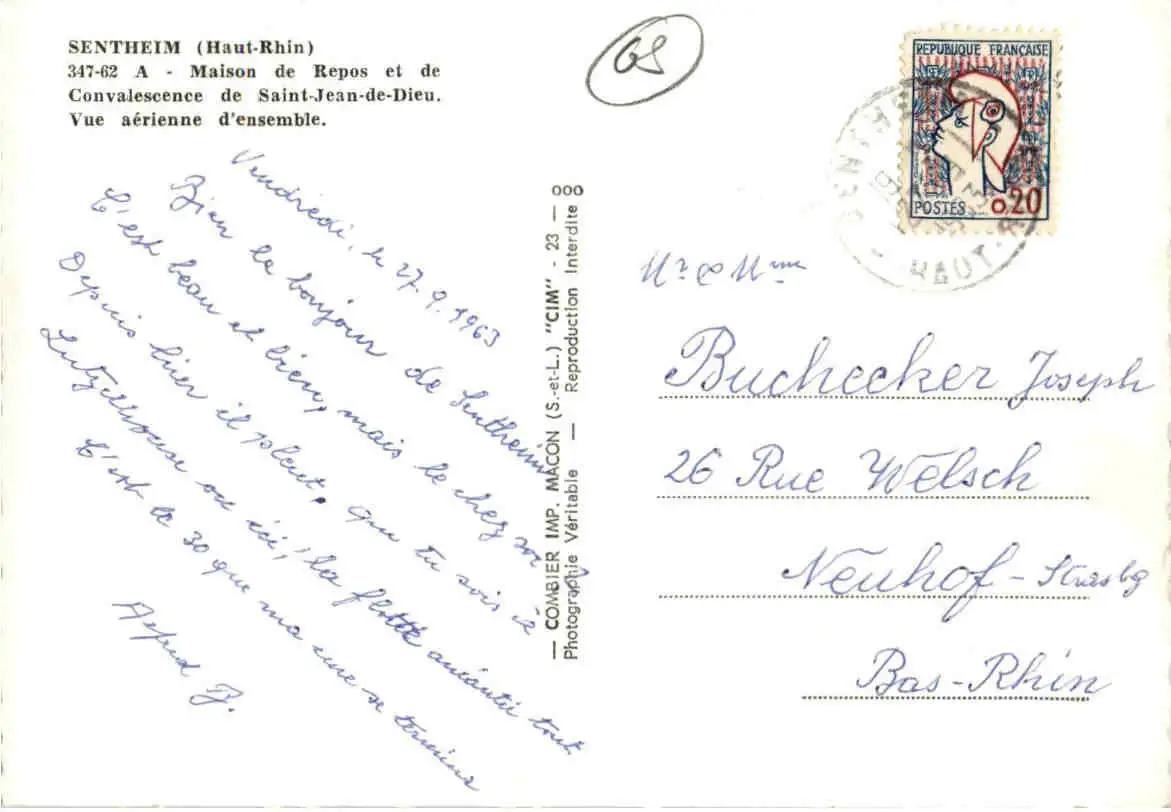 SENTHEIM (Haut-Rhin)
347-62 A - Maison de Repos et de
Convalescence de Saint-Jean-de-Dieu.
Vue aérienne d'ensemble.
Vendredi, le 27.9.1963
Bien le bonjour de Sentheim
C'est beau et bien, mais le chez soi
Depuis hier il pleut. que tu sois à
Lutzelhouse ou ici, la flotte anéantit tout
C'est le 30 que ma cure se termine
Alfred B.
— COMBIER IMP. MACON (S.-et-L.) "CIM" - 23 - 000
Photographie Véritable — Reproduction Interdite
REPUBLIQUE FRANÇAISE
POSTES 0,20
SENTHEIM
HAUT-R
Mr & Mme
Buchecker Joseph
26 Rue Welsch
Neuhof - Strasbg
Bas-Rhin